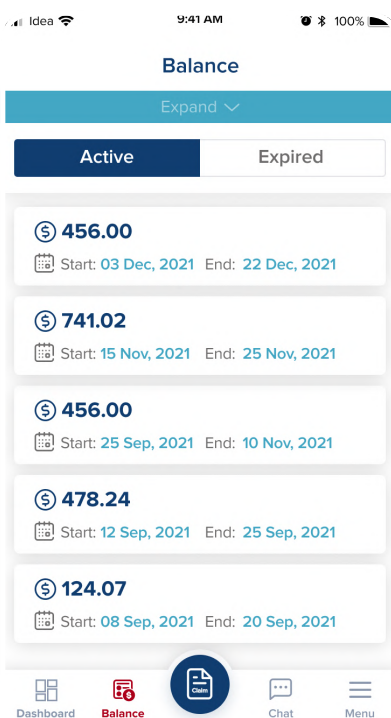 Idea 9:41 AM 100%
Balance
Expand
Active Expired
$ 456.00
Start: 03 Dec, 2021 End: 22 Dec, 2021
$ 741.02
Start: 15 Nov, 2021 End: 25 Nov, 2021
$ 456.00
Start: 25 Sep, 2021 End: 10 Nov, 2021
$ 478.24
Start: 12 Sep, 2021 End: 25 Sep, 2021
$ 124.07
Start: 08 Sep, 2021 End: 20 Sep, 2021
Claim
Dashboard Balance Chat Menu